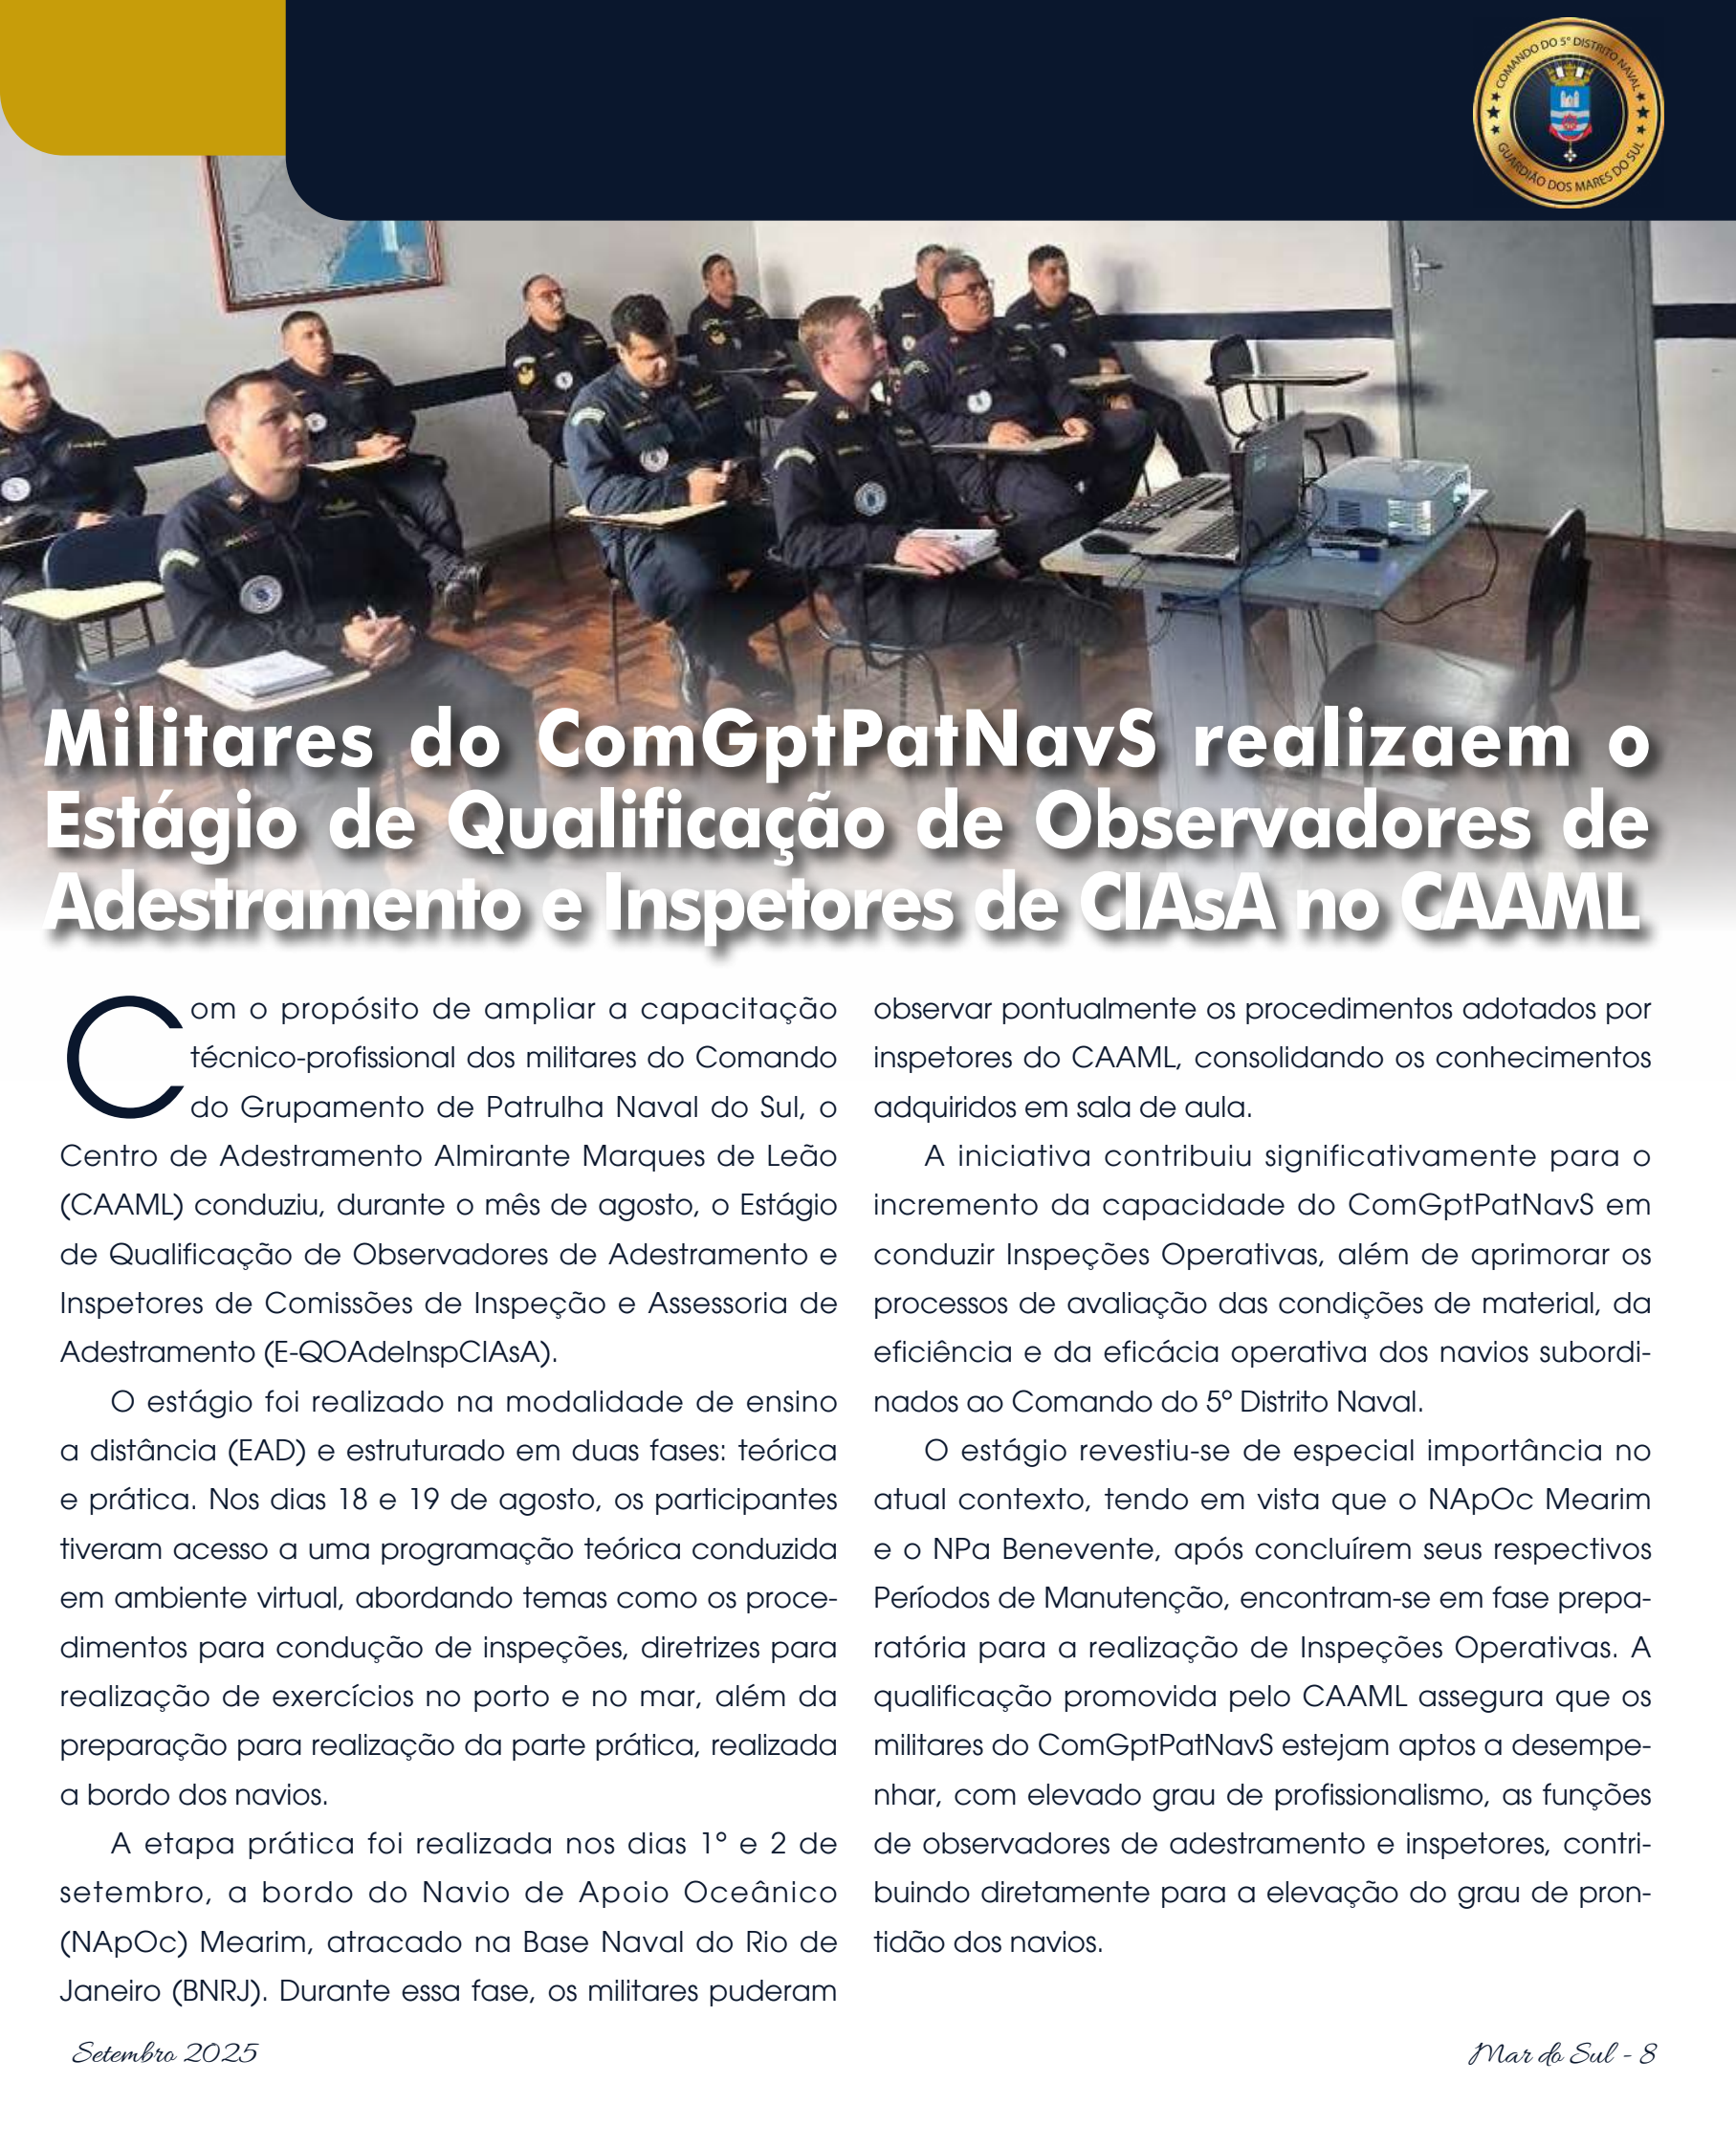 COMANDO DO 5º DISTRITO NAVAL
GUARDIÃO DOS MARES DO SUL
Militares do ComGptPatNavS realizaem o
Estágio de Qualificação de Observadores de
Adestramento e Inspetores de CIAsA no CAAML
Com o propósito de ampliar a capacitação
técnico-profissional dos militares do Comando
do Grupamento de Patrulha Naval do Sul, o
Centro de Adestramento Almirante Marques de Leão
(CAAML) conduziu, durante o mês de agosto, o Estágio
de Qualificação de Observadores de Adestramento e
Inspetores de Comissões de Inspeção e Assessoria de
Adestramento (E-QOAdeInspCIAsA).
O estágio foi realizado na modalidade de ensino
a distância (EAD) e estruturado em duas fases: teórica
e prática. Nos dias 18 e 19 de agosto, os participantes
tiveram acesso a uma programação teórica conduzida
em ambiente virtual, abordando temas como os proce-
dimentos para condução de inspeções, diretrizes para
realização de exercícios no porto e no mar, além da
preparação para realização da parte prática, realizada
a bordo dos navios.
A etapa prática foi realizada nos dias 1º e 2 de
setembro, a bordo do Navio de Apoio Oceânico
(NApOc) Mearim, atracado na Base Naval do Rio de
Janeiro (BNRJ). Durante essa fase, os militares puderam
observar pontualmente os procedimentos adotados por
inspetores do CAAML, consolidando os conhecimentos
adquiridos em sala de aula.
A iniciativa contribuiu significativamente para o
incremento da capacidade do ComGptPatNavS em
conduzir Inspeções Operativas, além de aprimorar os
processos de avaliação das condições de material, da
eficiência e da eficácia operativa dos navios subordi-
nados ao Comando do 5º Distrito Naval.
O estágio revestiu-se de especial importância no
atual contexto, tendo em vista que o NApOc Mearim
e o NPa Benevente, após concluírem seus respectivos
Períodos de Manutenção, encontram-se em fase prepa-
ratória para a realização de Inspeções Operativas. A
qualificação promovida pelo CAAML assegura que os
militares do ComGptPatNavS estejam aptos a desempe-
nhar, com elevado grau de profissionalismo, as funções
de observadores de adestramento e inspetores, contri-
buindo diretamente para a elevação do grau de pron-
tidão dos navios.
Setembro 2025
Mar do Sul - 8